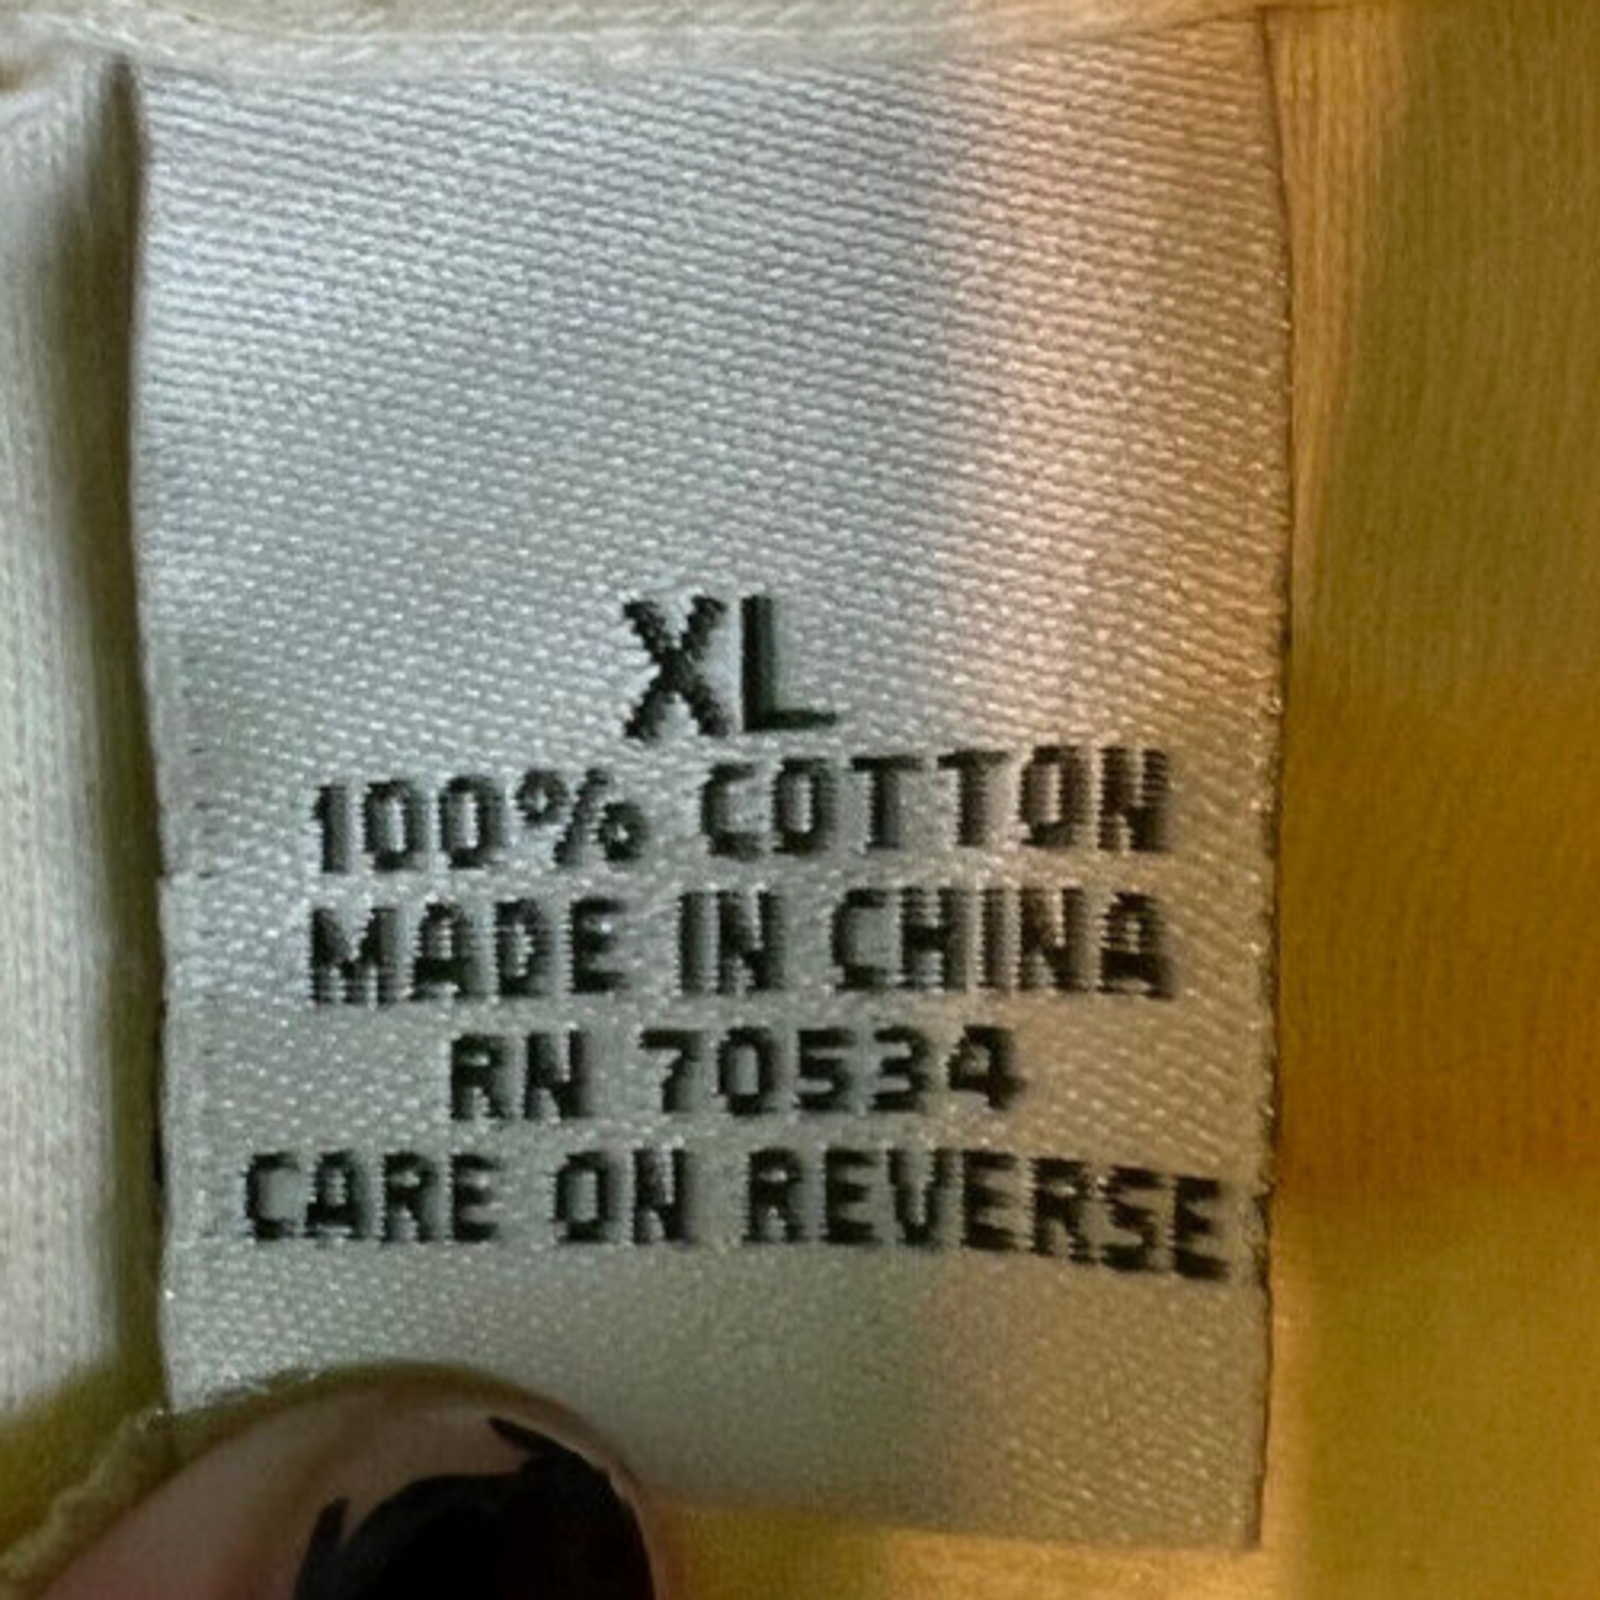 XL
100% COTTON
MADE IN CHINA
RN 70534
CARE ON REVERSE